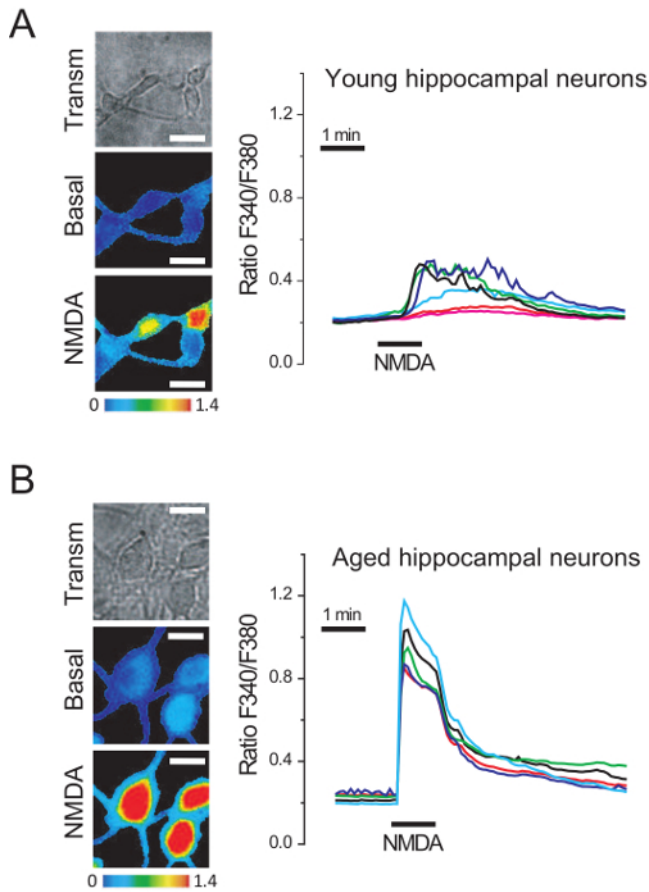 A
Transm
Basal
NMDA
0 1.4
Young hippocampal neurons
1 min
Ratio F340/F380
1.2
0.8
0.4
0.0
NMDA
B
Transm
Basal
NMDA
0 1.4
Aged hippocampal neurons
1 min
Ratio F340/F380
1.2
0.8
0.4
0.0
NMDA